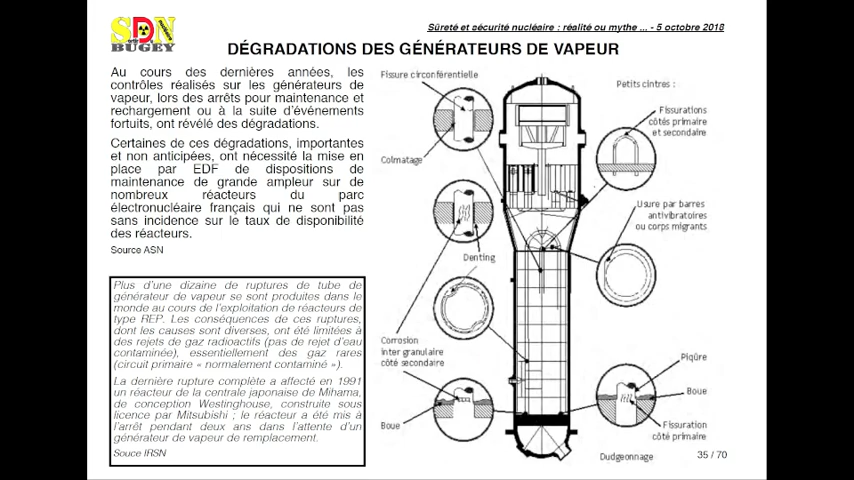 SDN
BUGEY
Sûreté et sécurité nucléaire : réalité ou mythe ... - 5 octobre 2018
DÉGRADATIONS DES GÉNÉRATEURS DE VAPEUR
Au cours des dernières années, les
contrôles réalisés sur les générateurs de
vapeur, lors des arrêts pour maintenance et
rechargement ou à la suite d'événements
fortuits, ont révélé des dégradations.
Certaines de ces dégradations, importantes
et non anticipées, ont nécessité la mise en
place par EDF de dispositions de
maintenance de grande ampleur sur de
nombreux réacteurs du parc
électronucléaire français qui ne sont pas
sans incidence sur le taux de disponibilité
des réacteurs.
Source ASN
Plus d'une dizaine de ruptures de tube de
générateur de vapeur se sont produites dans le
monde au cours de l'exploitation de réacteurs de
type REP. Les conséquences de ces ruptures,
dont les causes sont diverses, ont été limitées à
des rejets de gaz radioactifs (pas de rejet d'eau
contaminée), essentiellement des gaz rares
(circuit primaire « normalement contaminé »).
La dernière rupture complète a affecté en 1991
un réacteur de la centrale japonaise de Mihama,
de conception Westinghouse, construite sous
licence par Mitsubishi ; le réacteur a été mis à
l'arrêt pendant deux ans dans l'attente d'un
générateur de vapeur de remplacement.
Souce IRSN
Fissure circonférentielle
Colmatage
Denting
Corrosion
inter granulaire
côté secondaire
Boue
Petits cintres :
Fissurations
côtés primaire
et secondaire
Usure par barres
antivibratoires
ou corps migrants
Piqûre
Boue
Fissuration
côté primaire
Dudgeonnage
35 / 70